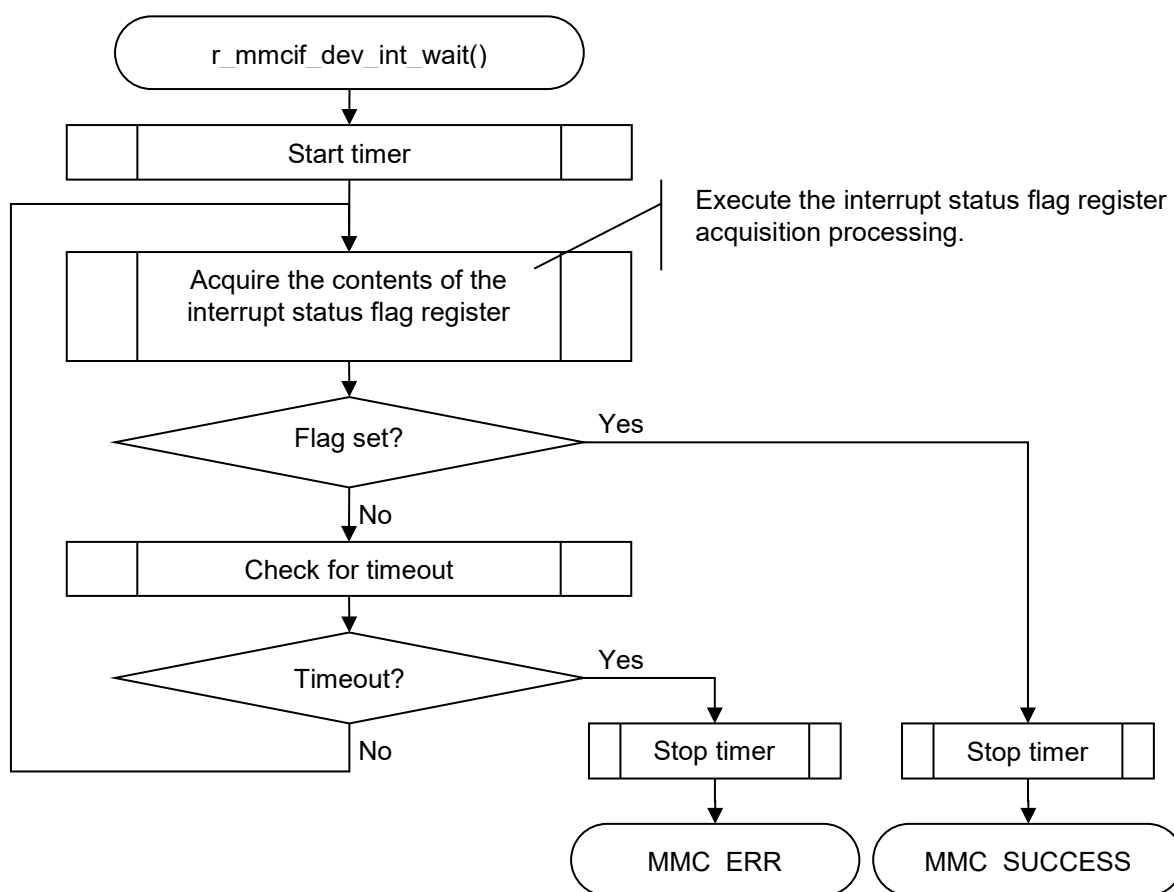 r_mmcif_dev_int_wait()
Start timer
Execute the interrupt status flag register
acquisition processing.
Acquire the contents of the
interrupt status flag register
Flag set?
Yes
No
Check for timeout
Timeout?
Yes
No
Stop timer
Stop timer
MMC_ERR
MMC_SUCCESS